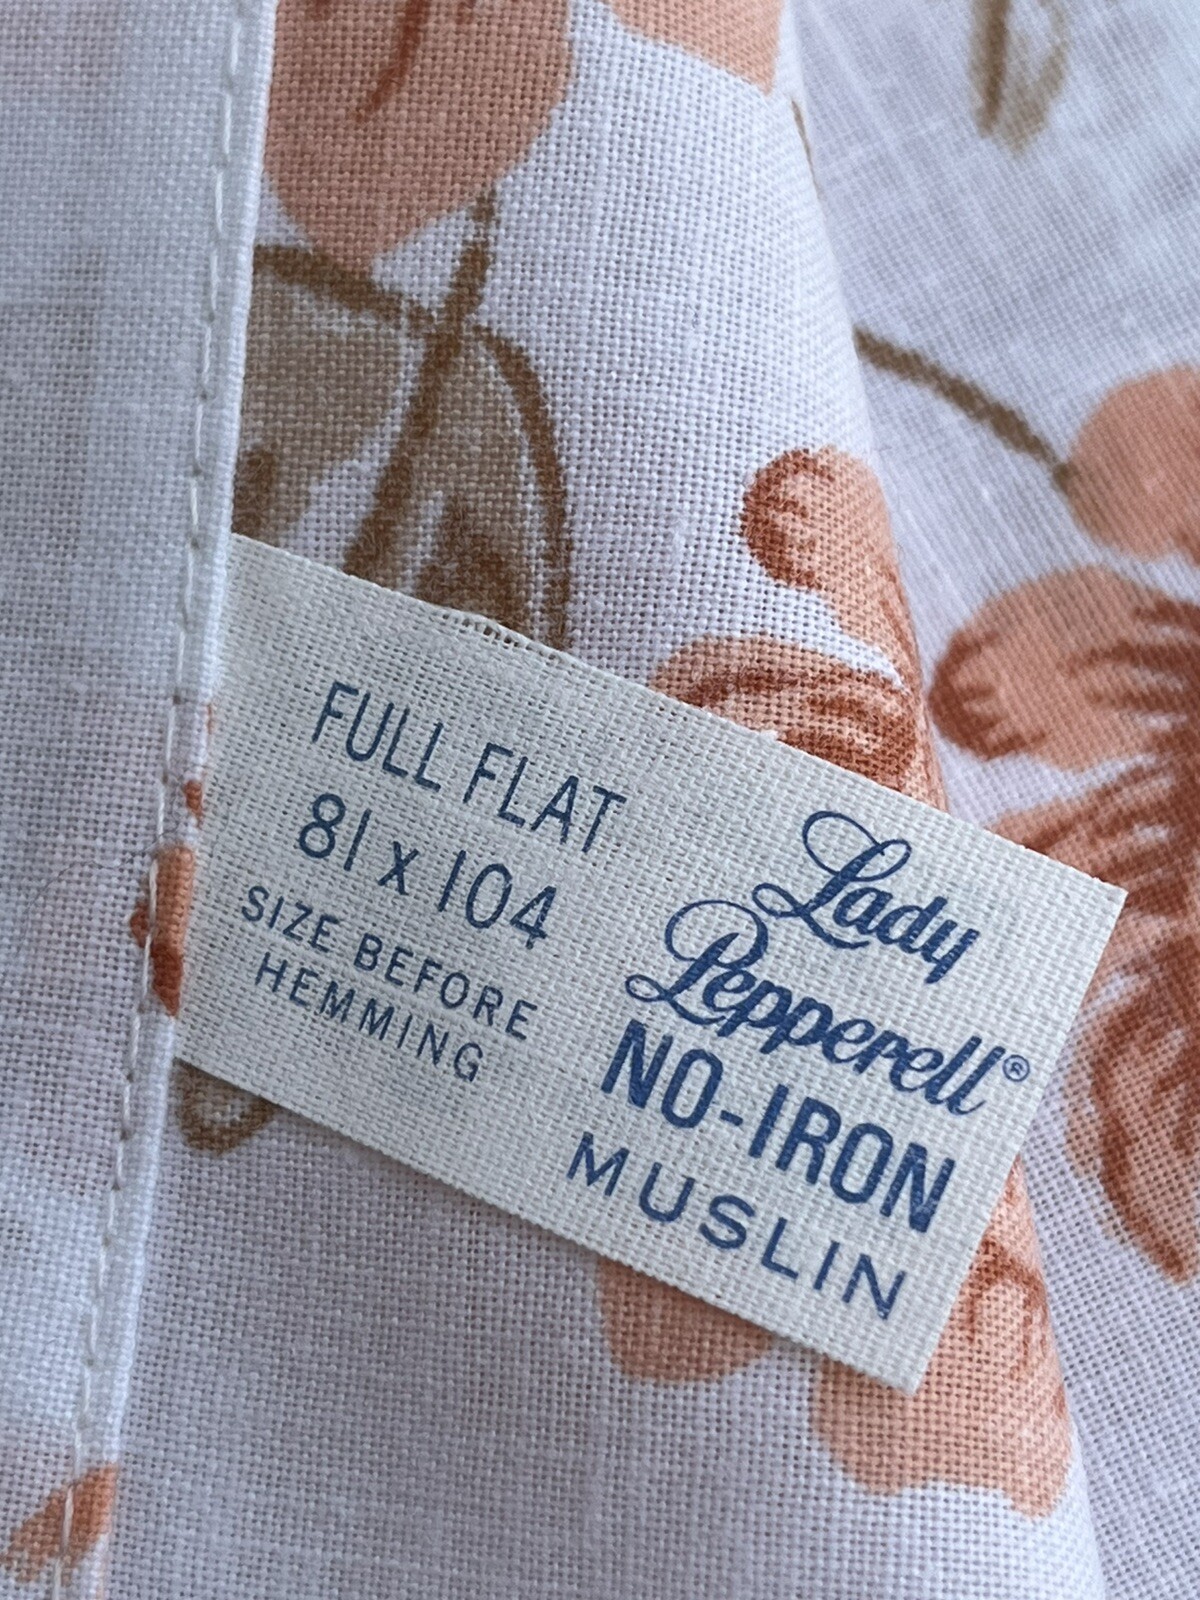 FULL FLAT
81 x 104
SIZE BEFORE
HEMMING
Lady
Pepperell®
NO-IRON
MUSLIN